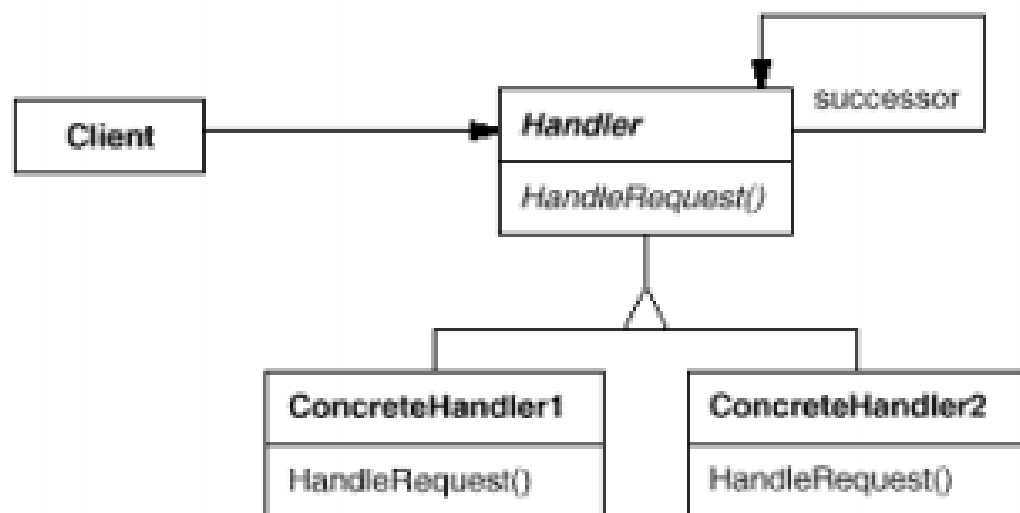 successor
Client
Handler
HandleRequest()
ConcreteHandler1
ConcreteHandler2
HandleRequest()
HandleRequest()